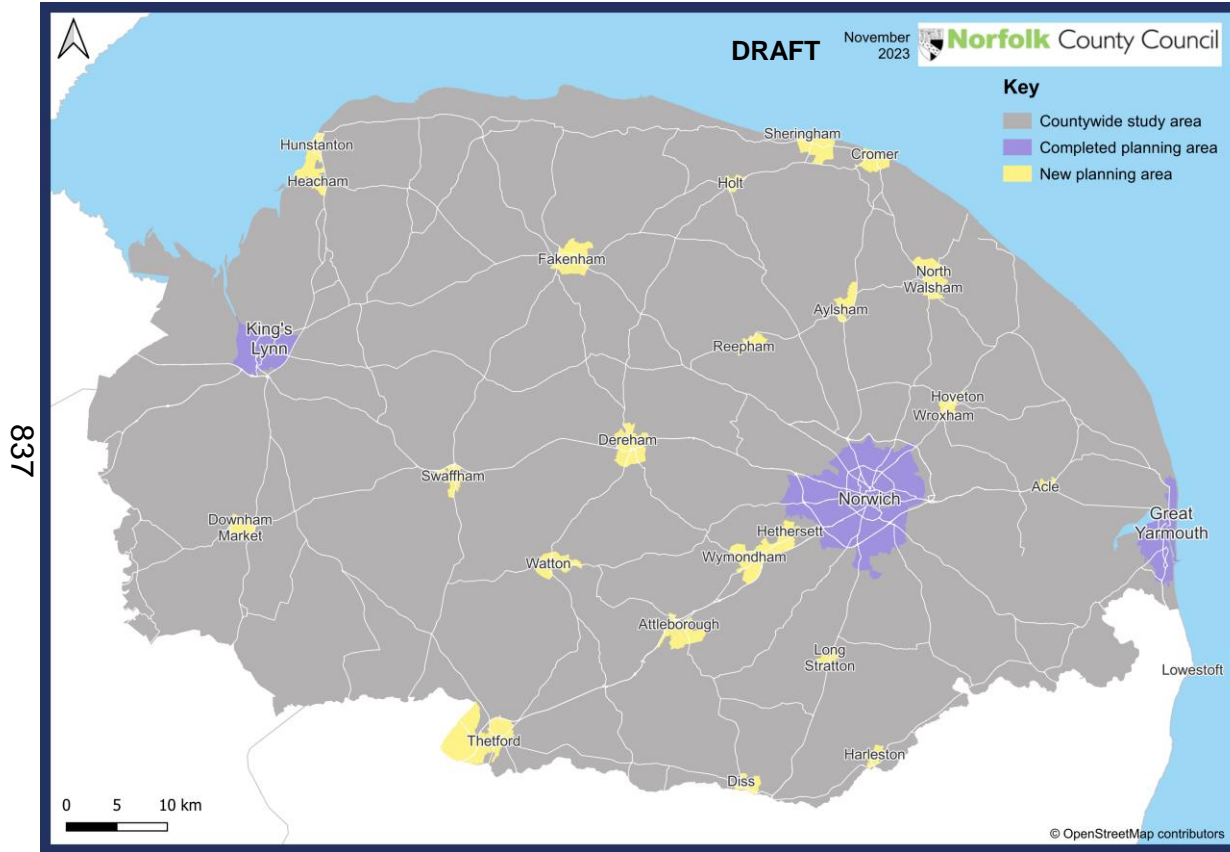 DRAFT
November
2023
Norfolk County Council
Key
Countywide study area
Completed planning area
New planning area
Hunstanton
Heacham
Sheringham
Cromer
Holt
Fakenham
North
Walsham
Aylsham
King's
Lynn
Reepham
Hoveton
Wroxham
Dereham
Swaffham
Norwich
Acle
Great
Yarmouth
Downham
Market
Hethersett
Wymondham
Watton
Attleborough
Long
Stratton
Lowestoft
Thetford
Harleston
Diss
0 5 10 km
© OpenStreetMap contributors
837